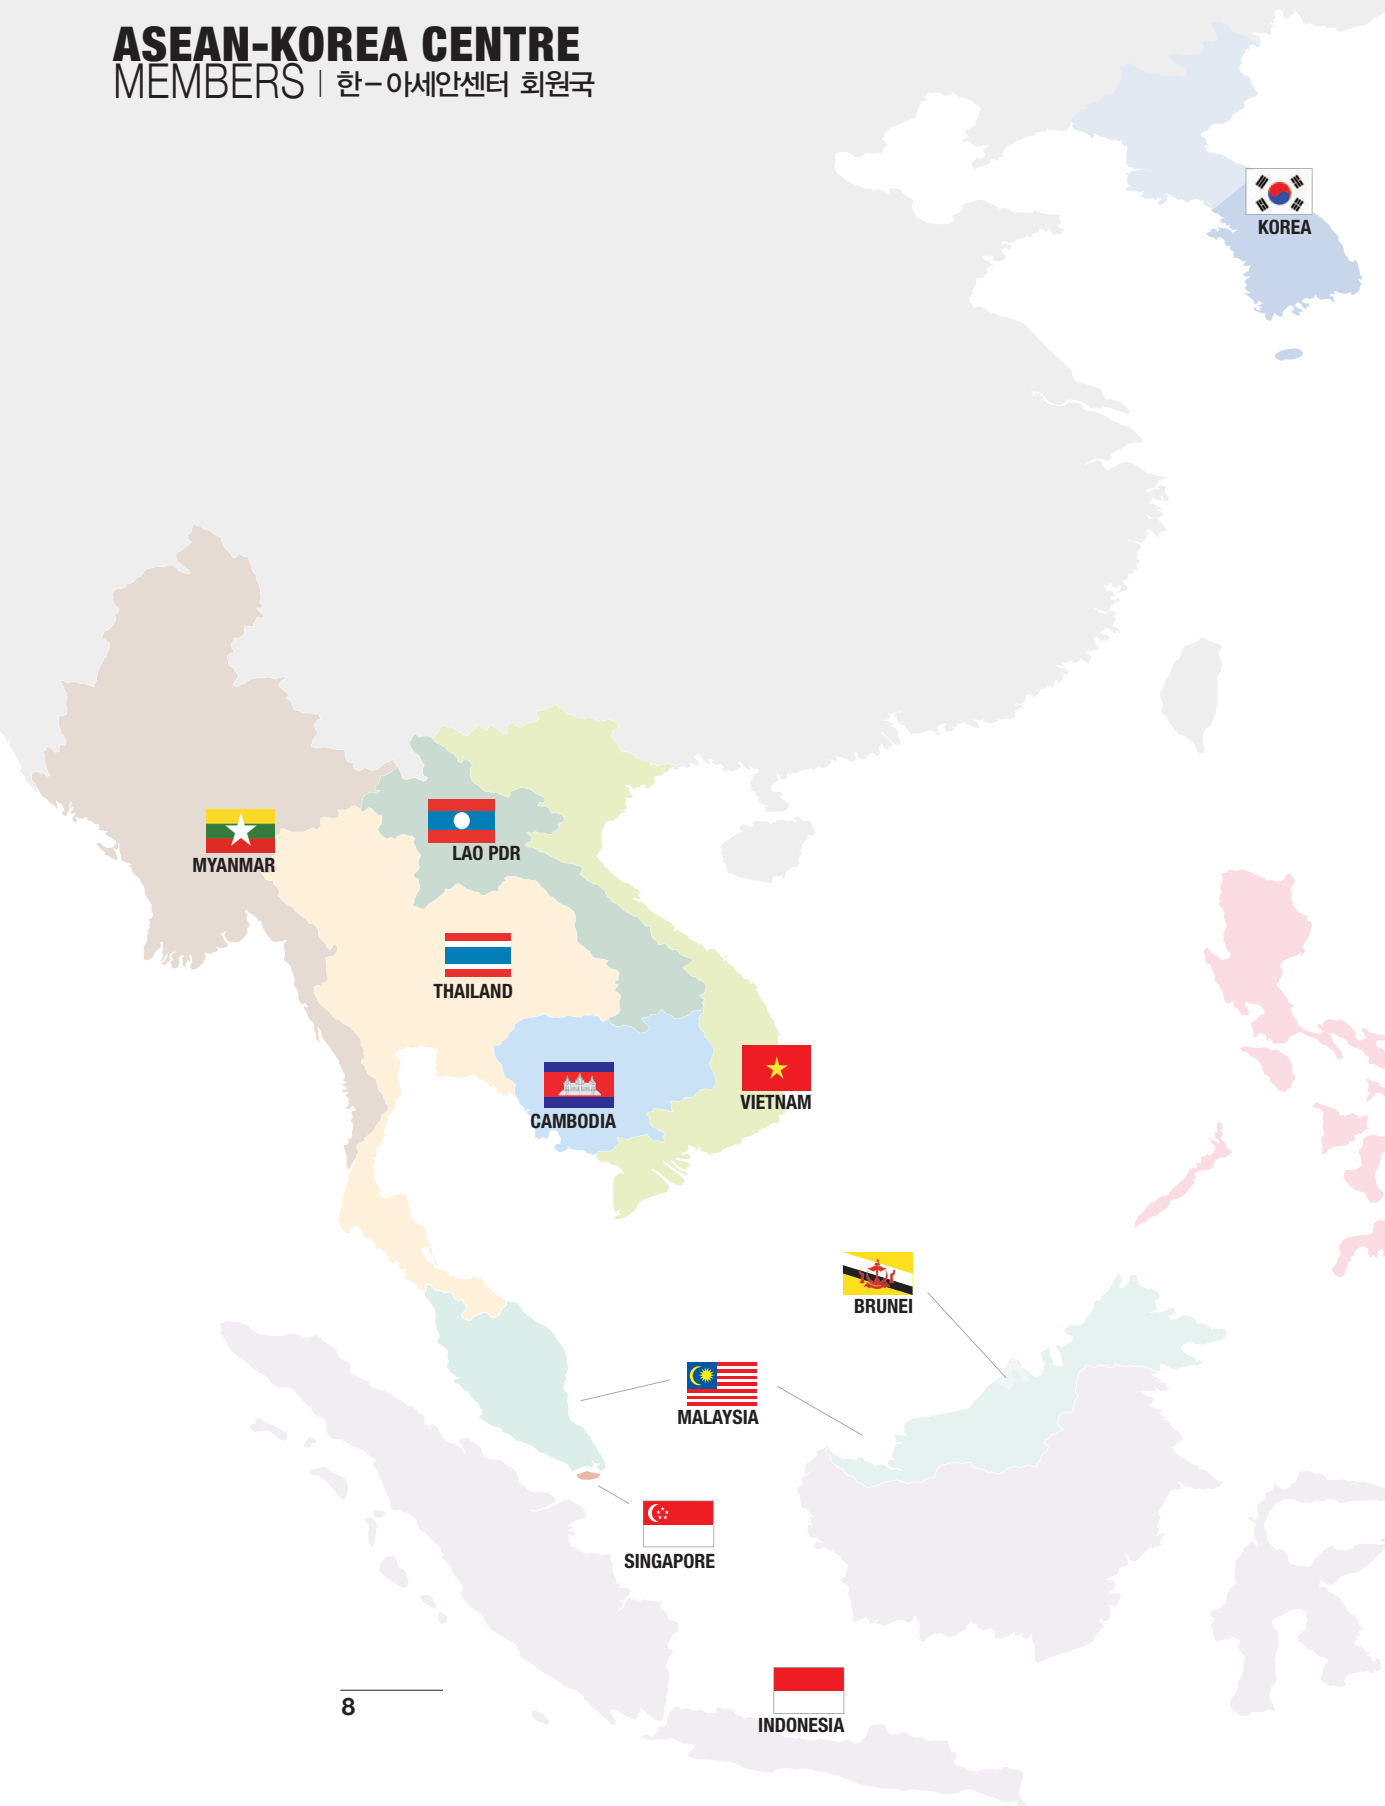 ASEAN-KOREA CENTRE
MEMBERS | 한-아세안센터 회원국
KOREA
MYANMAR
LAO PDR
THAILAND
VIETNAM
CAMBODIA
BRUNEI
MALAYSIA
SINGAPORE
8
INDONESIA